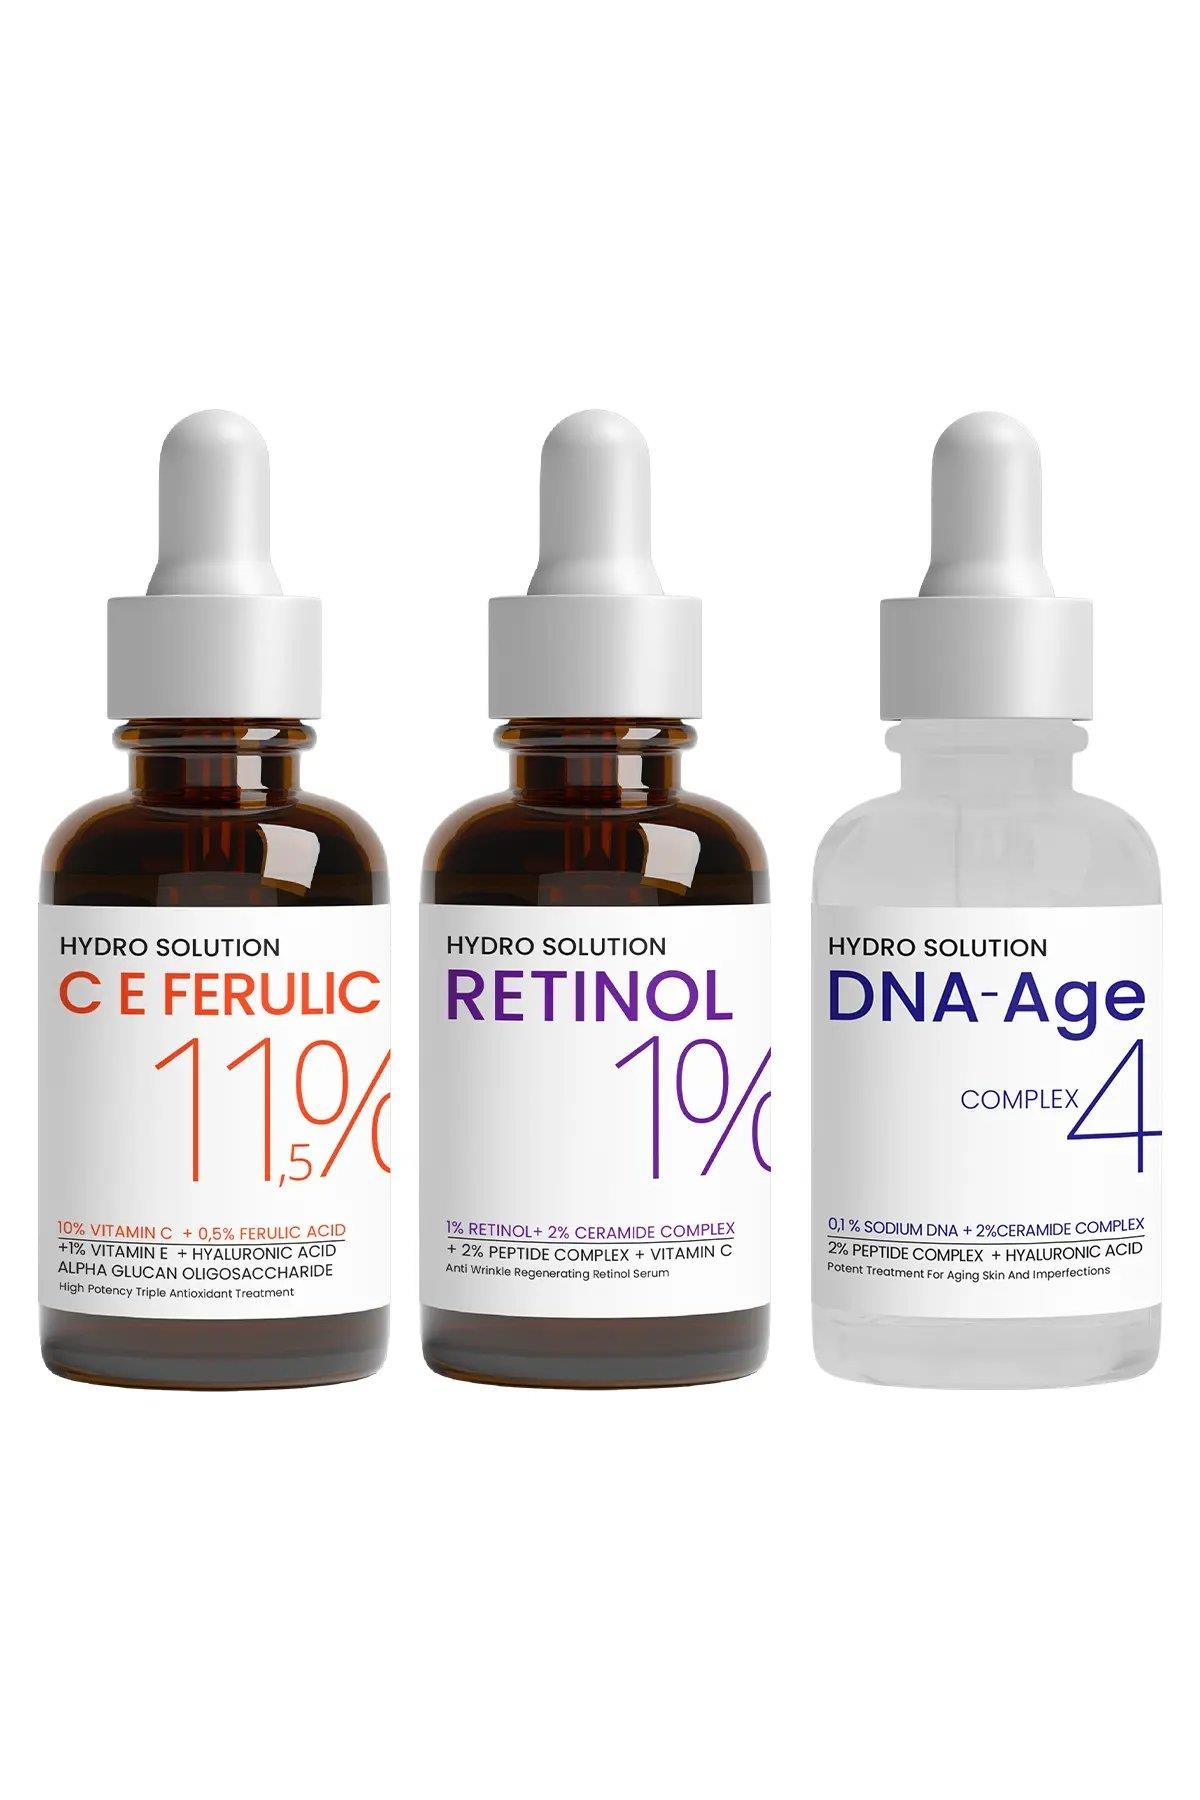 HYDRO SOLUTION
C E FERULIC
11,5%
10% VITAMIN C + 0,5% FERULIC ACID
+1% VITAMIN E + HYALURONIC ACID
ALPHA GLUCAN OLIGOSACCHARIDE
High Potency Triple Antioxidant Treatment
HYDRO SOLUTION
RETINOL
1%
1% RETINOL+ 2% CERAMIDE COMPLEX
+ 2% PEPTIDE COMPLEX + VITAMIN C
Anti Wrinkle Regenerating Retinol Serum
HYDRO SOLUTION
DNA-Age
COMPLEX 4
0,1 % SODIUM DNA + 2%CERAMIDE COMPLEX
2% PEPTIDE COMPLEX + HYALURONIC ACID
Potent Treatment For Aging Skin And Imperfections